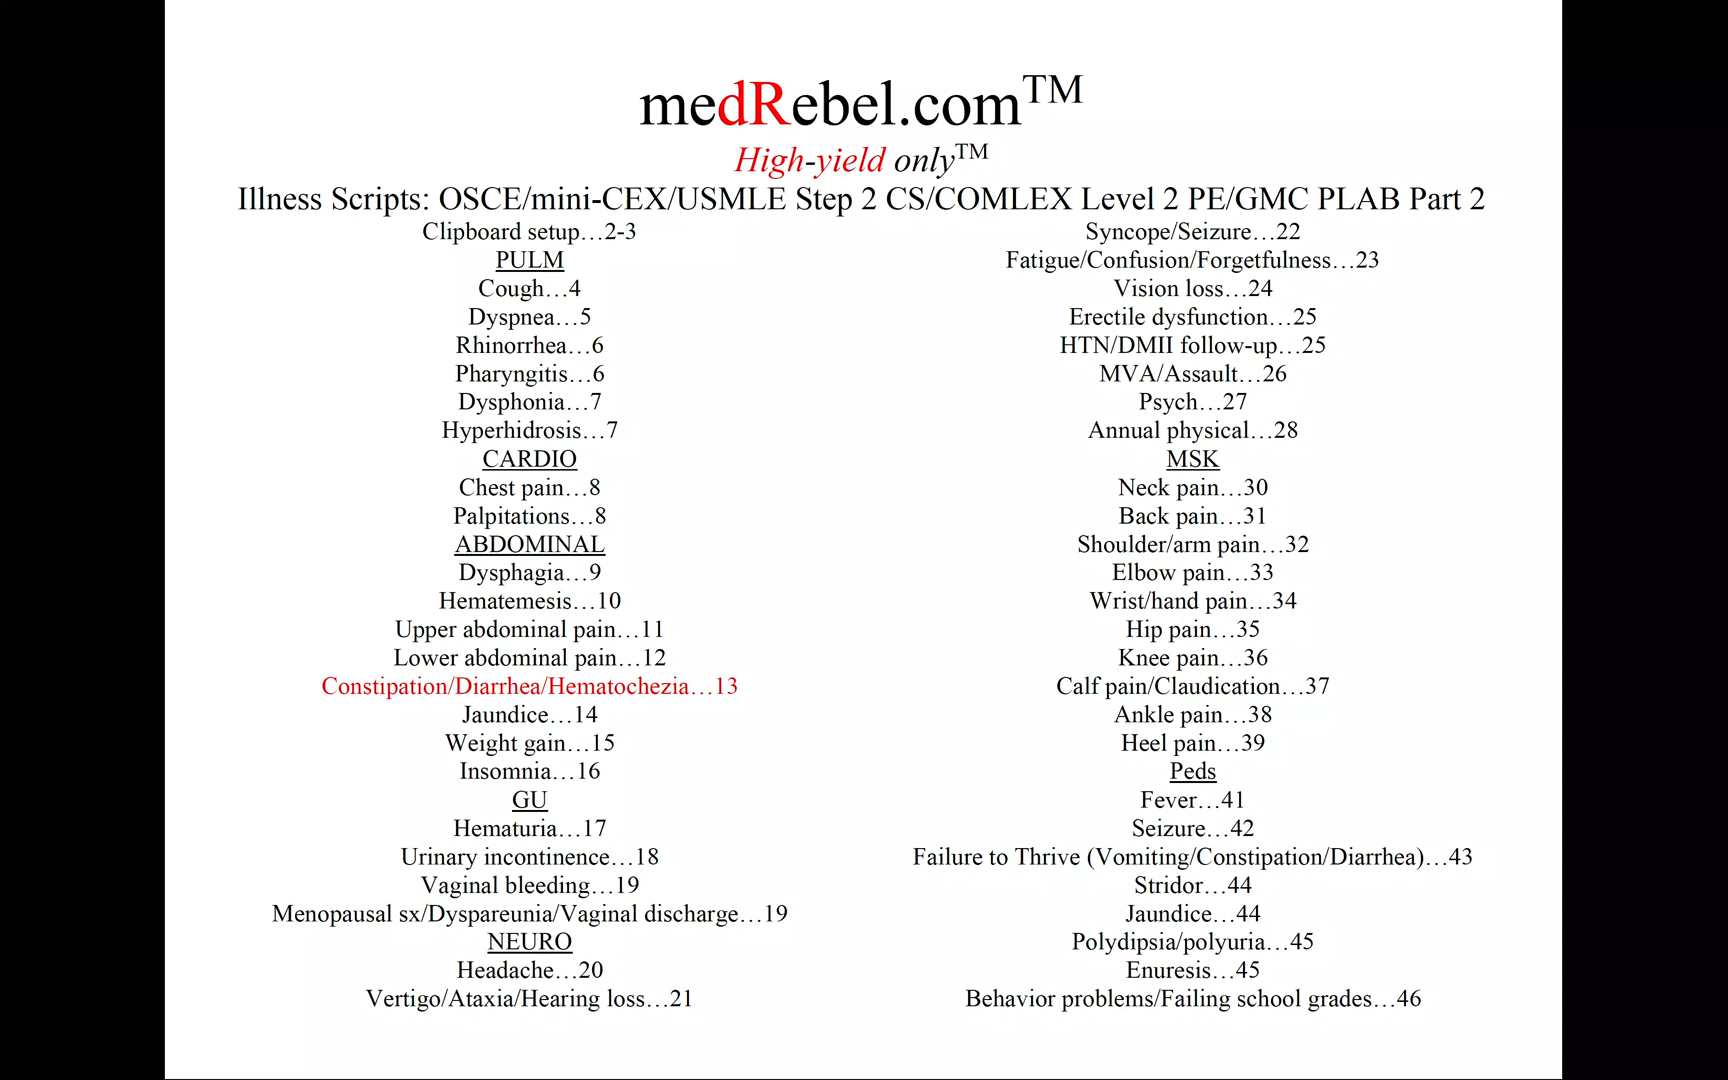 medRebel.com™
High-yield only™
Illness Scripts: OSCE/mini-CEX/USMLE Step 2 CS/COMLEX Level 2 PE/GMC PLAB Part 2
Clipboard setup…2-3
PULM
Cough…4
Dyspnea…5
Rhinorrhea…6
Pharyngitis…6
Dysphonia…7
Hyperhidrosis…7
CARDIO
Chest pain…8
Palpitations…8
ABDOMINAL
Dysphagia…9
Hematemesis…10
Upper abdominal pain…11
Lower abdominal pain…12
Constipation/Diarrhea/Hematochezia…13
Jaundice…14
Weight gain…15
Insomnia…16
GU
Hematuria…17
Urinary incontinence…18
Vaginal bleeding…19
Menopausal sx/Dyspareunia/Vaginal discharge…19
NEURO
Headache…20
Vertigo/Ataxia/Hearing loss…21
Syncope/Seizure…22
Fatigue/Confusion/Forgetfulness…23
Vision loss…24
Erectile dysfunction…25
HTN/DMII follow-up…25
MVA/Assault…26
Psych…27
Annual physical…28
MSK
Neck pain…30
Back pain…31
Shoulder/arm pain…32
Elbow pain…33
Wrist/hand pain…34
Hip pain…35
Knee pain…36
Calf pain/Claudication…37
Ankle pain…38
Heel pain…39
Peds
Fever…41
Seizure…42
Failure to Thrive (Vomiting/Constipation/Diarrhea)…43
Stridor…44
Jaundice…44
Polydipsia/polyuria…45
Enuresis…45
Behavior problems/Failing school grades…46